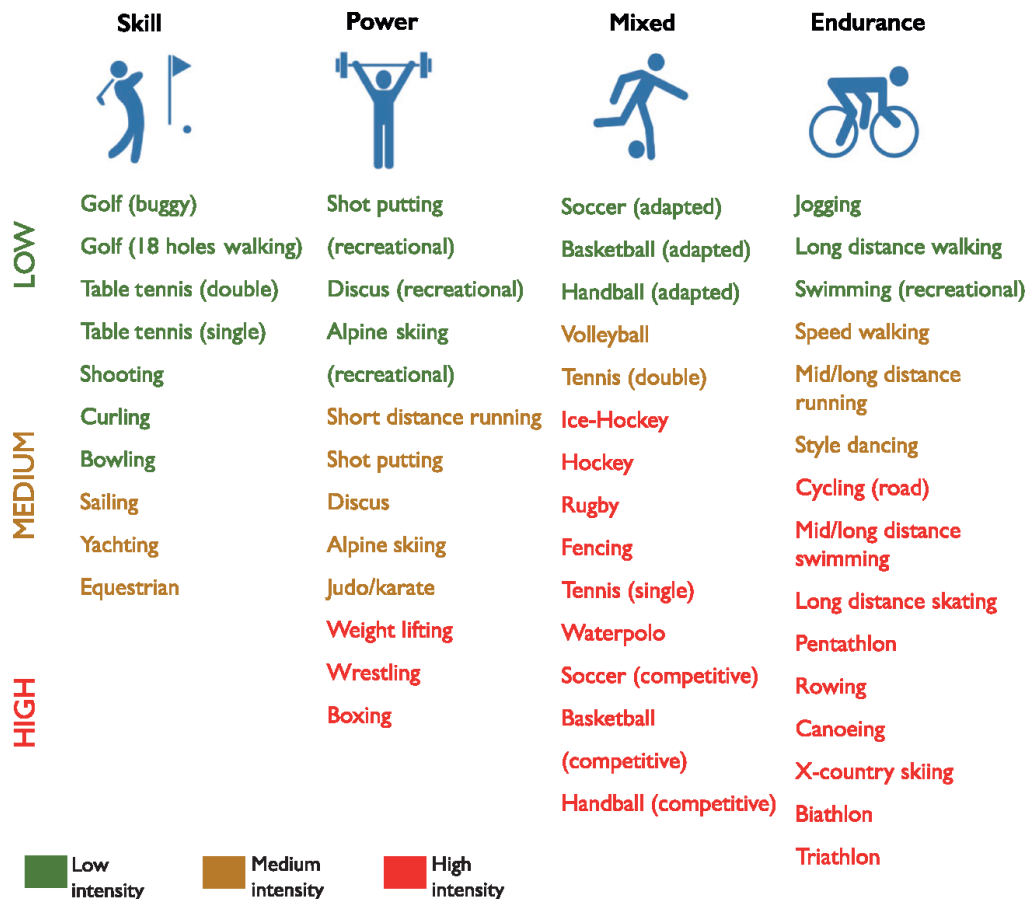 Skill
Power
Mixed
Endurance
LOW
MEDIUM
HIGH
Golf (buggy)
Golf (18 holes walking)
Table tennis (double)
Table tennis (single)
Shooting
Curling
Bowling
Sailing
Yachting
Equestrian
Shot putting
(recreational)
Discus (recreational)
Alpine skiing
(recreational)
Short distance running
Shot putting
Discus
Alpine skiing
Judo/karate
Weight lifting
Wrestling
Boxing
Soccer (adapted)
Basketball (adapted)
Handball (adapted)
Volleyball
Tennis (double)
Ice-Hockey
Hockey
Rugby
Fencing
Tennis (single)
Waterpolo
Soccer (competitive)
Basketball
(competitive)
Handball (competitive)
Jogging
Long distance walking
Swimming (recreational)
Speed walking
Mid/long distance
running
Style dancing
Cycling (road)
Mid/long distance
swimming
Long distance skating
Pentathlon
Rowing
Canoeing
X-country skiing
Biathlon
Triathlon
Low
intensity
Medium
intensity
High
intensity